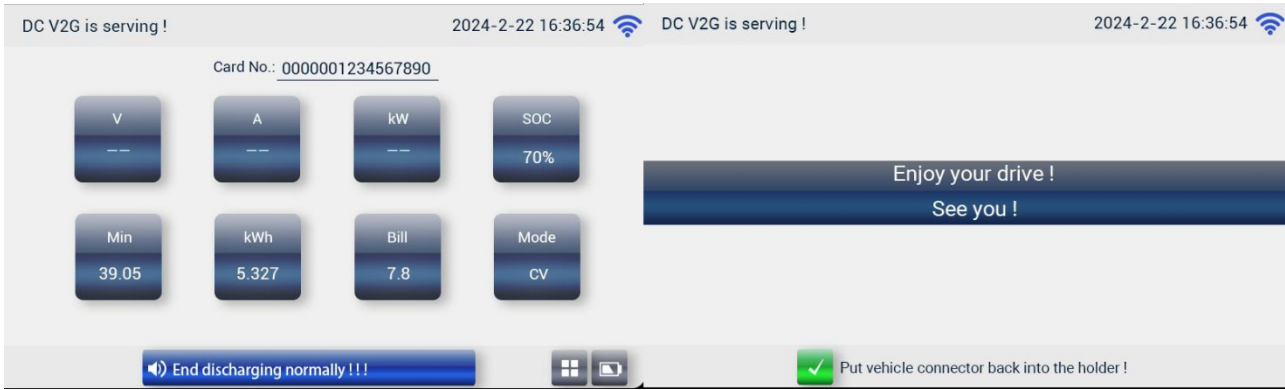 DC V2G is serving ! 2024-2-22 16:36:54
Card No.: 0000001234567890
V A kW SOC
-- -- -- 70%
Min kWh Bill Mode
39.05 5.327 7.8 CV
End discharging normally ! ! !
DC V2G is serving ! 2024-2-22 16:36:54
Enjoy your drive !
See you !
Put vehicle connector back into the holder !